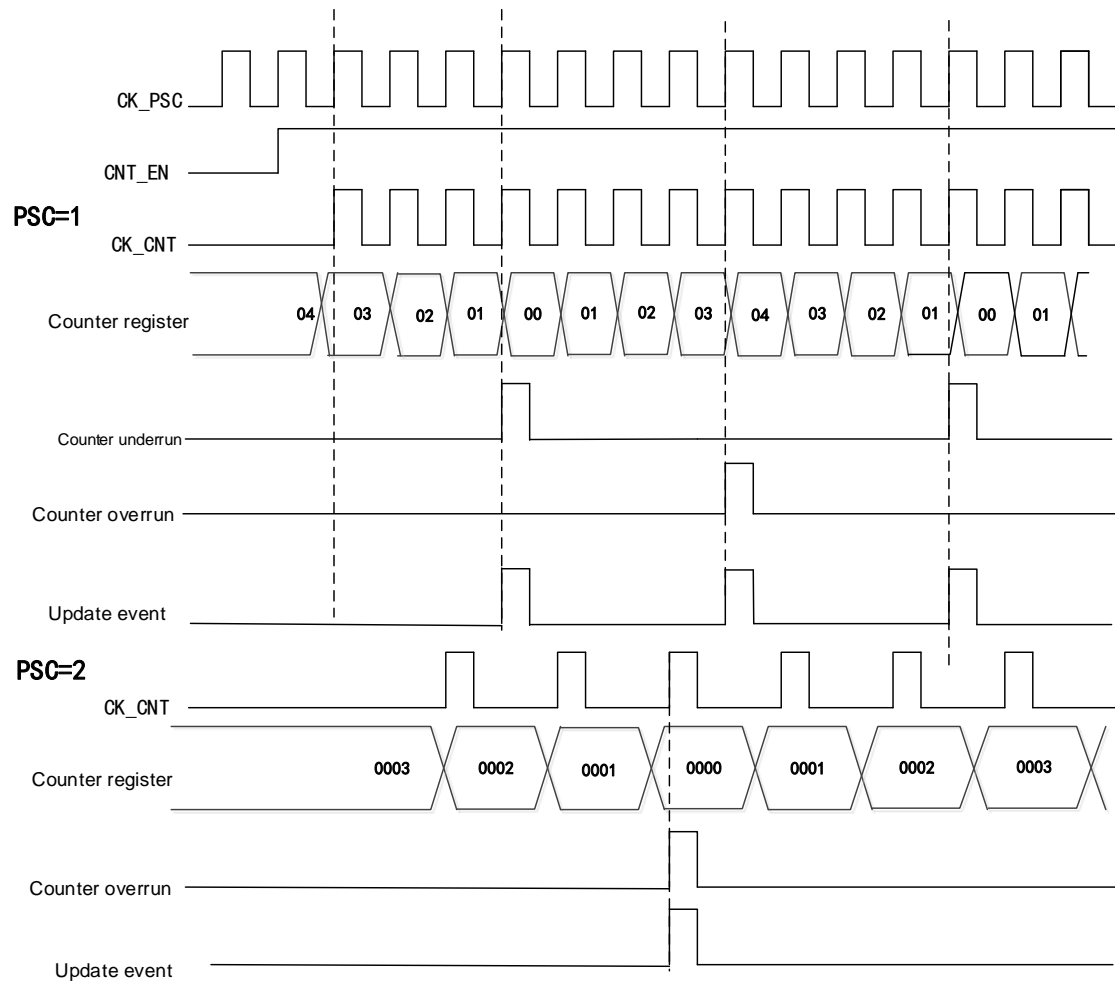 CK_PSC
CNT_EN
PSC=1
CK_CNT
Counter register 04 03 02 01 00 01 02 03 04 03 02 01 00 01
Counter underrun
Counter overrun
Update event
PSC=2
CK_CNT
Counter register 0003 0002 0001 0000 0001 0002 0003
Counter overrun
Update event